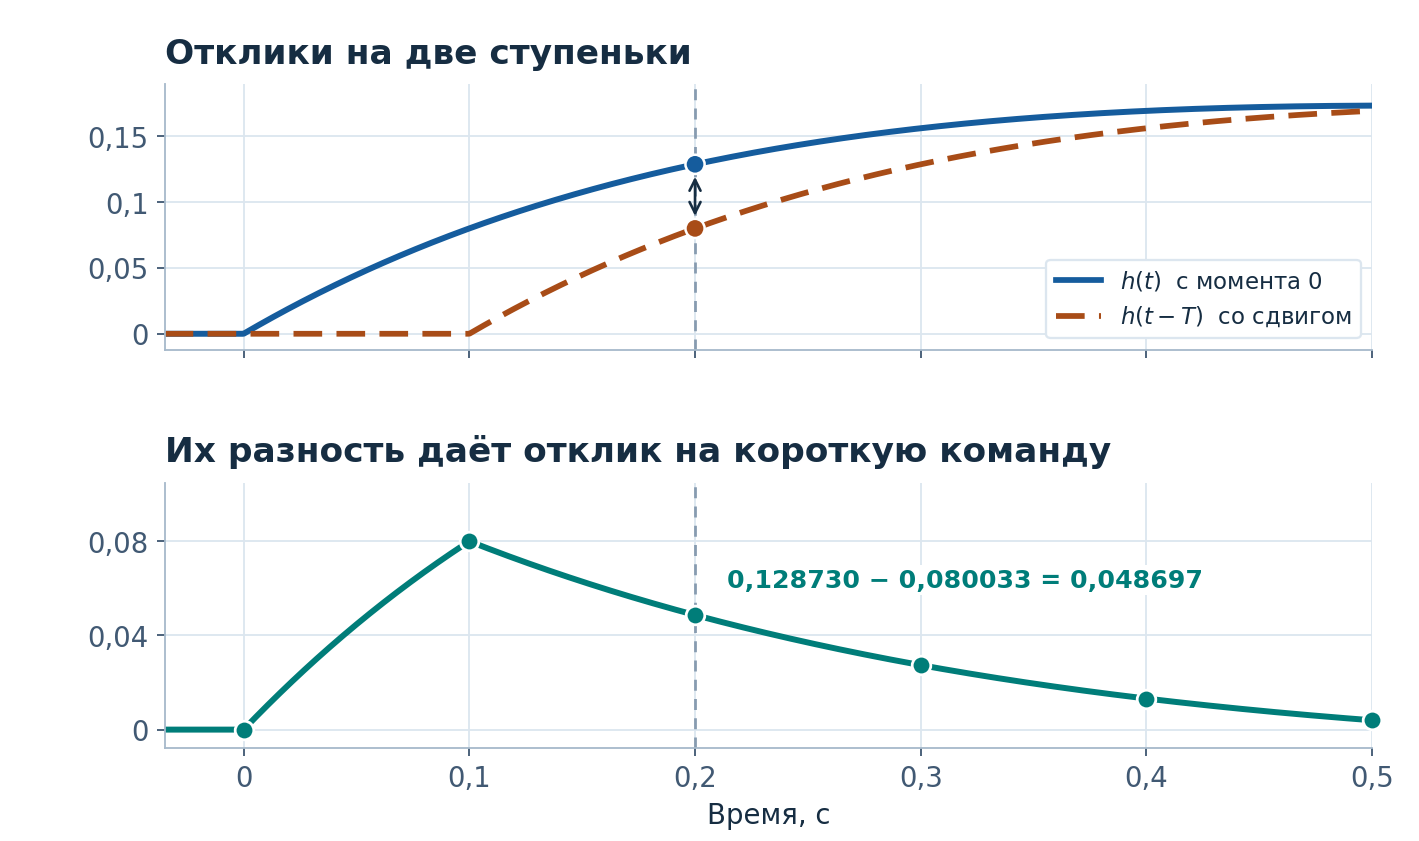 Отклики на две ступеньки
0,15
0,1
0,05
0
h(t) с момента 0
h(t − T) со сдвигом
Их разность даёт отклик на короткую команду
0,08
0,04
0
0,128730 − 0,080033 = 0,048697
0 0,1 0,2 0,3 0,4 0,5
Время, с